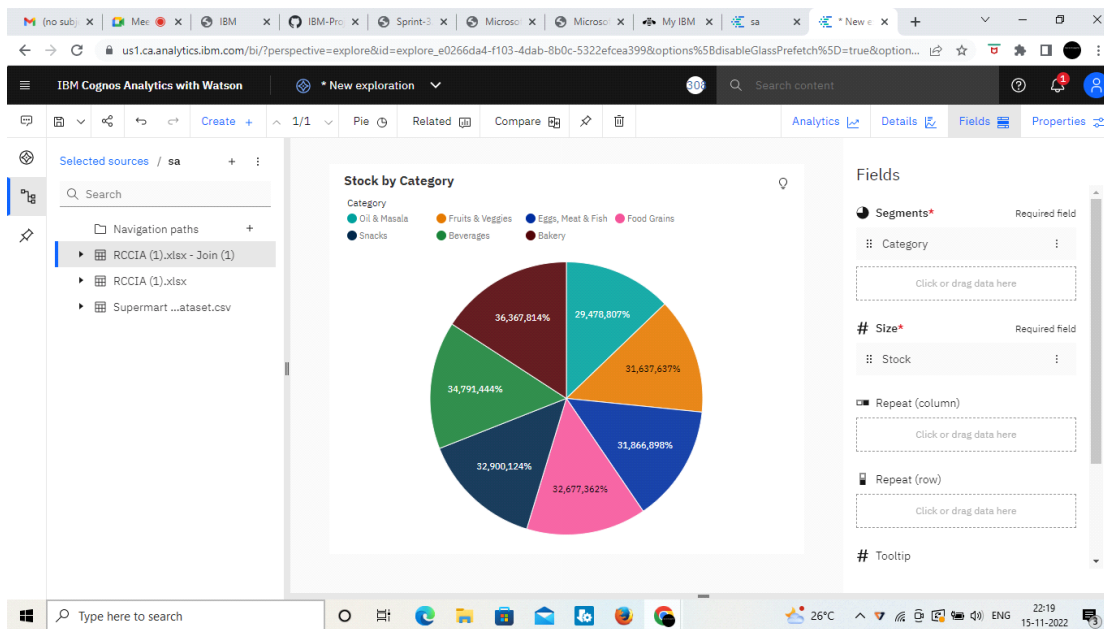 (no subj
Mee
IBM
IBM-Pro
Sprint-3
Microso
Microso
My IBM
sa
* New e
us1.ca.analytics.ibm.com/bi/?perspective=explore&id=explore_e0266da4-f103-4dab-8b0c-5322efcea399&options%5BdisableGlassPrefetch%5D=true&option...
IBM Cognos Analytics with Watson
* New exploration
308
Search content
1
Create +
1/1
Pie
Related
Compare
Analytics
Details
Fields
Properties
Selected sources / sa
Search
Navigation paths
RCCIA (1).xlsx - Join (1)
RCCIA (1).xlsx
Supermart ...ataset.csv
Stock by Category
Category
Oil & Masala Fruits & Veggies Eggs, Meat & Fish Food Grains
Snacks Beverages Bakery
36,367,814%
29,478,807%
31,637,637%
34,791,444%
31,866,898%
32,900,124%
32,677,362%
Fields
Segments* Required field
Category
Click or drag data here
# Size* Required field
Stock
Repeat (column)
Click or drag data here
Repeat (row)
Click or drag data here
# Tooltip
Type here to search
26°C
ENG
22:19
15-11-2022
3